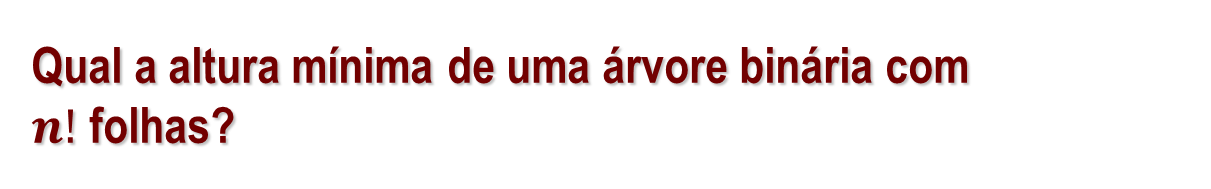 Qual a altura mínima de uma árvore binária com
n! folhas?